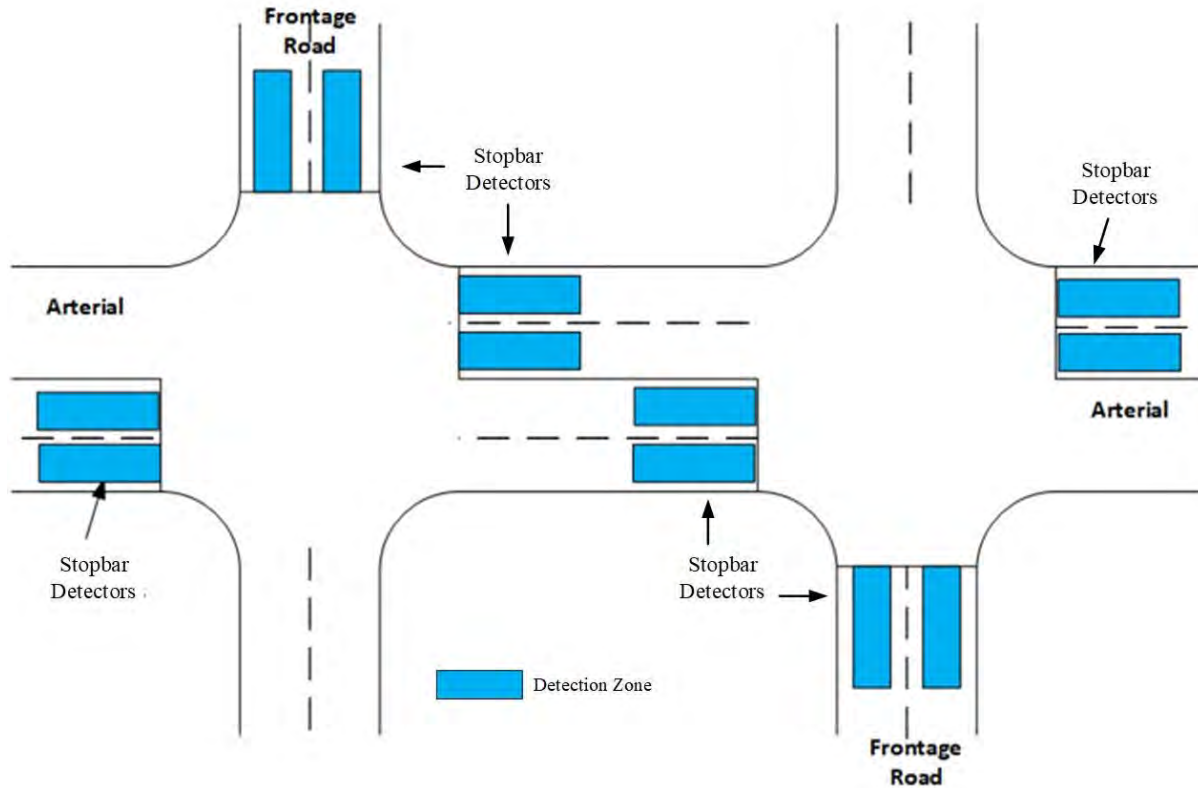 Frontage
Road
Stopbar
Detectors
Stopbar
Detectors
Arterial
Arterial
Stopbar
Detectors
Stopbar
Detectors
Detection Zone
Frontage
Road